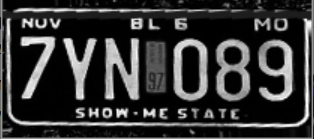 NOV BL 6 MO
7YN 97 089
SHOW-ME STATE